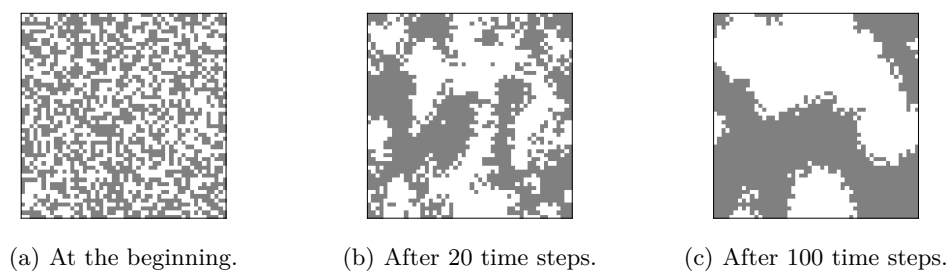 (a) At the beginning.
(b) After 20 time steps.
(c) After 100 time steps.